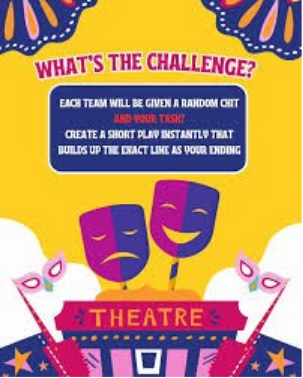 WHAT'S THE CHALLENGE?
EACH TEAM WILL BE GIVEN A RANDOM CHIT
AND YOUR TASK?
CREATE A SHORT PLAY INSTANTLY THAT
BUILDS UP THE EXACT LINE AS YOUR ENDING
THEATRE